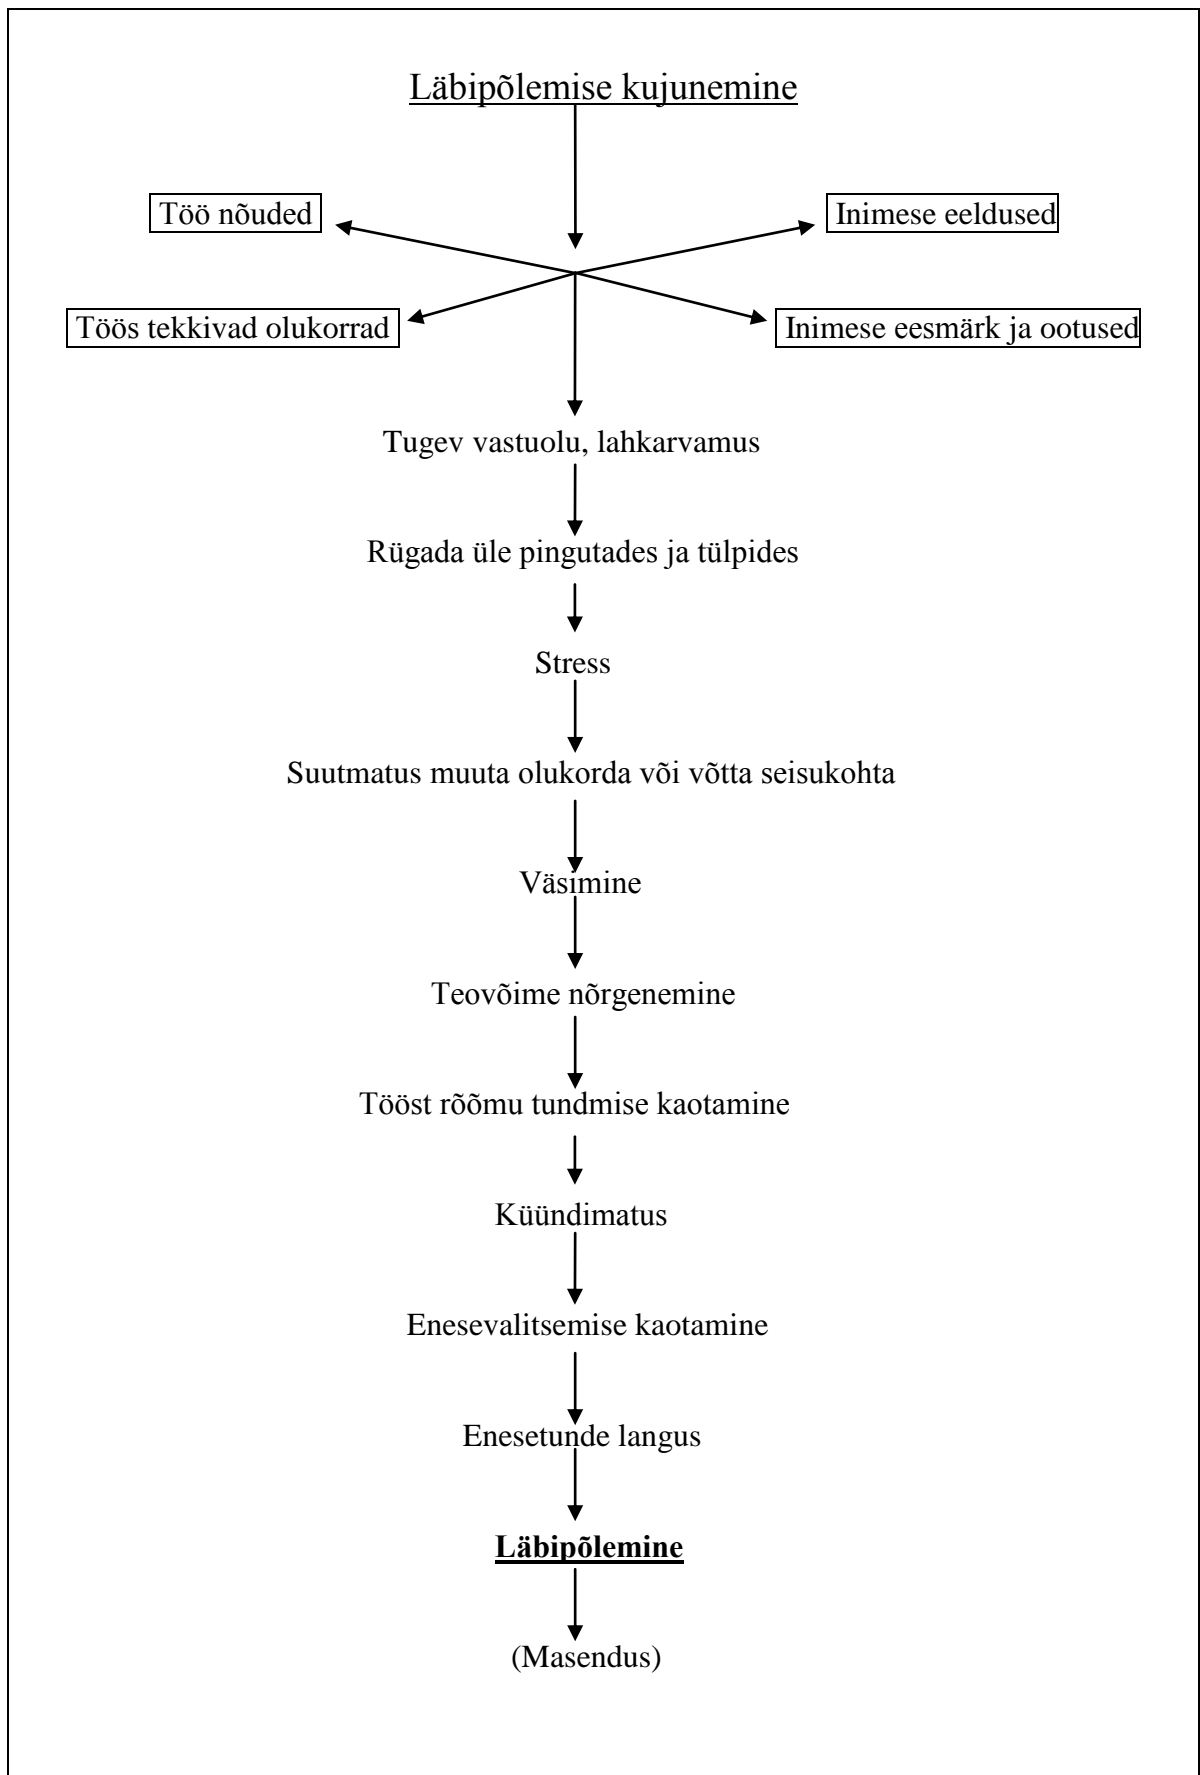 Läbipõlemise kujunemine
Töö nõuded
Inimese eeldused
Töös tekkivad olukorrad
Inimese eesmärk ja ootused
Tugev vastuolu, lahkarvamus
Rügada üle pingutades ja tülpides
Stress
Suutmatus muuta olukorda või võtta seisukohta
Väsimine
Teovõime nõrgenemine
Tööst rõõmu tundmise kaotamine
Küündimatus
Enesevalitsemise kaotamine
Enesetunde langus
Läbipõlemine
(Masendus)